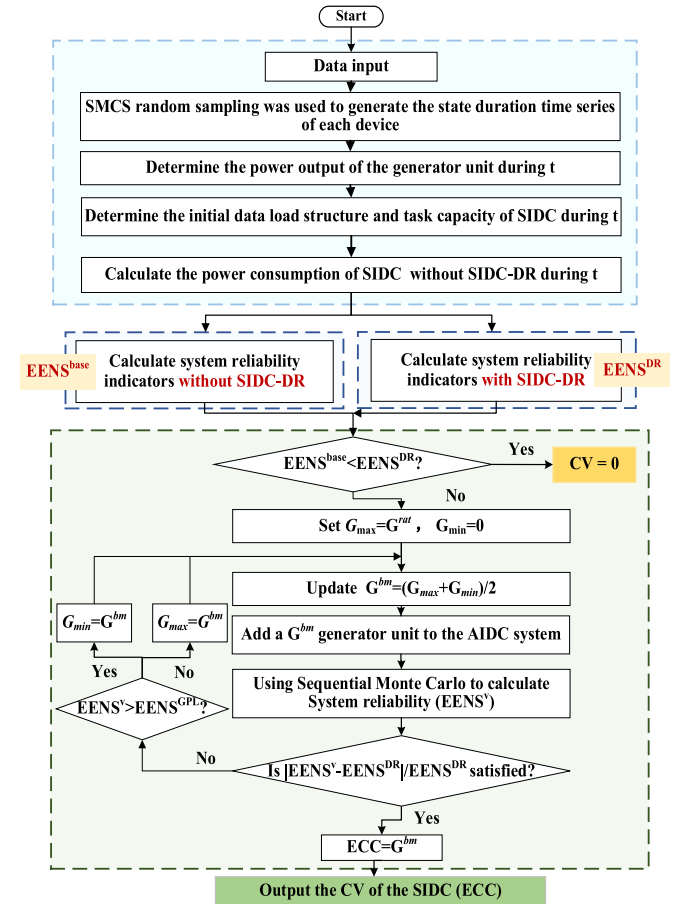 Start
Data input
SMCS random sampling was used to generate the state duration time series
of each device
Determine the power output of the generator unit during t
Determine the initial data load structure and task capacity of SIDC during t
Calculate the power consumption of SIDC without SIDC-DR during t
EENS^base
Calculate system reliability
indicators without SIDC-DR
Calculate system reliability
indicators with SIDC-DR
EENS^DR
EENS^base<EENS^DR?
Yes
CV = 0
No
Set G_max=G^rat , G_min=0
Update G^bm=(G_max+G_min)/2
G_min=G^bm
G_max=G^bm
Add a G^bm generator unit to the AIDC system
Yes
No
Using Sequential Monte Carlo to calculate
System reliability (EENS^v)
EENS^v>EENS^GPL?
No
Is |EENS^v-EENS^DR|/EENS^DR satisfied?
Yes
ECC=G^bm
Output the CV of the SIDC (ECC)